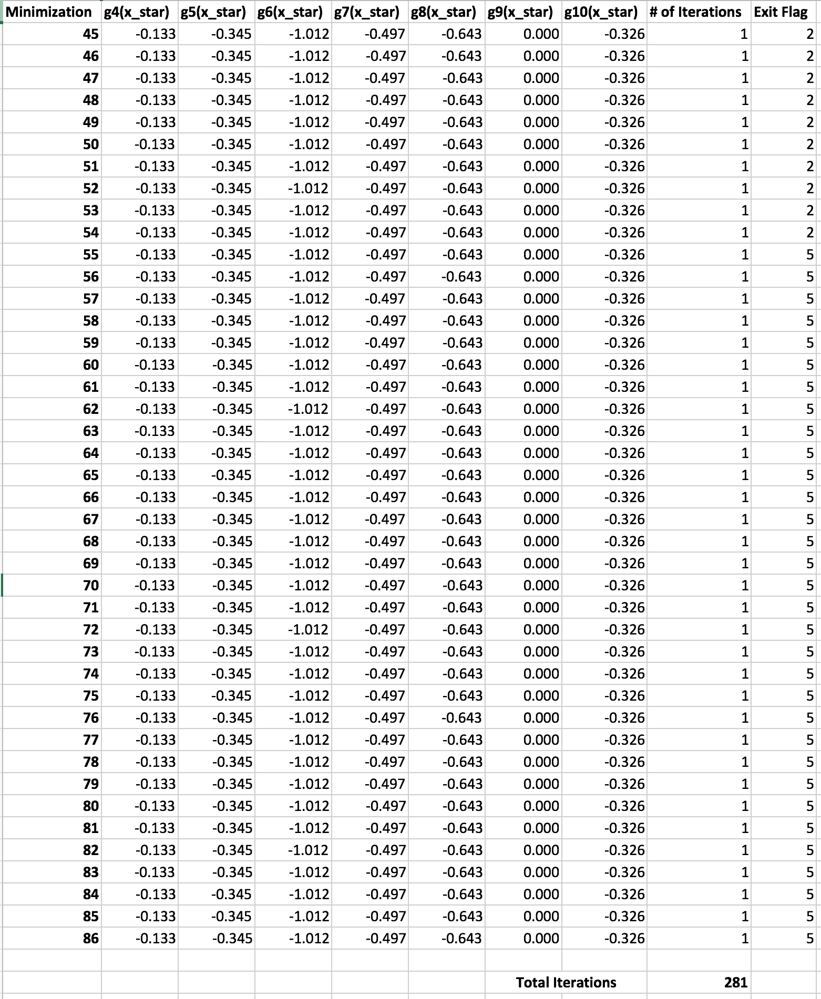 Minimization g4(x_star) g5(x_star) g6(x_star) g7(x_star) g8(x_star) g9(x_star) g10(x_star) # of Iterations Exit Flag
45 -0.133 -0.345 -1.012 -0.497 -0.643 0.000 -0.326 1 2
46 -0.133 -0.345 -1.012 -0.497 -0.643 0.000 -0.326 1 2
47 -0.133 -0.345 -1.012 -0.497 -0.643 0.000 -0.326 1 2
48 -0.133 -0.345 -1.012 -0.497 -0.643 0.000 -0.326 1 2
49 -0.133 -0.345 -1.012 -0.497 -0.643 0.000 -0.326 1 2
50 -0.133 -0.345 -1.012 -0.497 -0.643 0.000 -0.326 1 2
51 -0.133 -0.345 -1.012 -0.497 -0.643 0.000 -0.326 1 2
52 -0.133 -0.345 -1.012 -0.497 -0.643 0.000 -0.326 1 2
53 -0.133 -0.345 -1.012 -0.497 -0.643 0.000 -0.326 1 2
54 -0.133 -0.345 -1.012 -0.497 -0.643 0.000 -0.326 1 2
55 -0.133 -0.345 -1.012 -0.497 -0.643 0.000 -0.326 1 5
56 -0.133 -0.345 -1.012 -0.497 -0.643 0.000 -0.326 1 5
57 -0.133 -0.345 -1.012 -0.497 -0.643 0.000 -0.326 1 5
58 -0.133 -0.345 -1.012 -0.497 -0.643 0.000 -0.326 1 5
59 -0.133 -0.345 -1.012 -0.497 -0.643 0.000 -0.326 1 5
60 -0.133 -0.345 -1.012 -0.497 -0.643 0.000 -0.326 1 5
61 -0.133 -0.345 -1.012 -0.497 -0.643 0.000 -0.326 1 5
62 -0.133 -0.345 -1.012 -0.497 -0.643 0.000 -0.326 1 5
63 -0.133 -0.345 -1.012 -0.497 -0.643 0.000 -0.326 1 5
64 -0.133 -0.345 -1.012 -0.497 -0.643 0.000 -0.326 1 5
65 -0.133 -0.345 -1.012 -0.497 -0.643 0.000 -0.326 1 5
66 -0.133 -0.345 -1.012 -0.497 -0.643 0.000 -0.326 1 5
67 -0.133 -0.345 -1.012 -0.497 -0.643 0.000 -0.326 1 5
68 -0.133 -0.345 -1.012 -0.497 -0.643 0.000 -0.326 1 5
69 -0.133 -0.345 -1.012 -0.497 -0.643 0.000 -0.326 1 5
70 -0.133 -0.345 -1.012 -0.497 -0.643 0.000 -0.326 1 5
71 -0.133 -0.345 -1.012 -0.497 -0.643 0.000 -0.326 1 5
72 -0.133 -0.345 -1.012 -0.497 -0.643 0.000 -0.326 1 5
73 -0.133 -0.345 -1.012 -0.497 -0.643 0.000 -0.326 1 5
74 -0.133 -0.345 -1.012 -0.497 -0.643 0.000 -0.326 1 5
75 -0.133 -0.345 -1.012 -0.497 -0.643 0.000 -0.326 1 5
76 -0.133 -0.345 -1.012 -0.497 -0.643 0.000 -0.326 1 5
77 -0.133 -0.345 -1.012 -0.497 -0.643 0.000 -0.326 1 5
78 -0.133 -0.345 -1.012 -0.497 -0.643 0.000 -0.326 1 5
79 -0.133 -0.345 -1.012 -0.497 -0.643 0.000 -0.326 1 5
80 -0.133 -0.345 -1.012 -0.497 -0.643 0.000 -0.326 1 5
81 -0.133 -0.345 -1.012 -0.497 -0.643 0.000 -0.326 1 5
82 -0.133 -0.345 -1.012 -0.497 -0.643 0.000 -0.326 1 5
83 -0.133 -0.345 -1.012 -0.497 -0.643 0.000 -0.326 1 5
84 -0.133 -0.345 -1.012 -0.497 -0.643 0.000 -0.326 1 5
85 -0.133 -0.345 -1.012 -0.497 -0.643 0.000 -0.326 1 5
86 -0.133 -0.345 -1.012 -0.497 -0.643 0.000 -0.326 1 5
Total Iterations 281